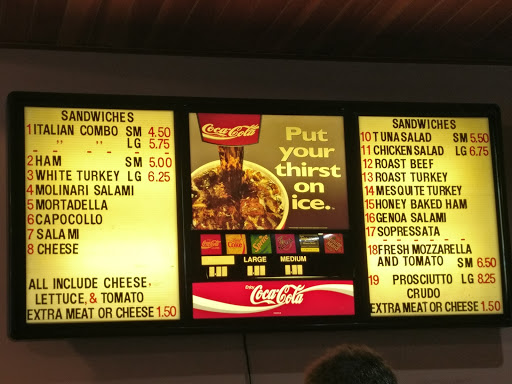 SANDWICHES
1 ITALIAN COMBO SM 4.50
" " LG 5.75
- - - -
2 HAM SM 5.00
3 WHITE TURKEY LG 6.25
4 MOLINARI SALAMI
5 MORTADELLA
6 CAPOCOLLO
7 SALAMI
8 CHEESE
ALL INCLUDE CHEESE,
LETTUCE, & TOMATO
EXTRA MEAT OR CHEESE 1.50
Coca-Cola
Put
your
thirst
on
ice.
LARGE MEDIUM
Coca-Cola
SANDWICHES
10 TUNA SALAD SM 5.50
11 CHICKEN SALAD LG 6.75
12 ROAST BEEF
13 ROAST TURKEY
14 MESQUITE TURKEY
15 HONEY BAKED HAM
16 GENOA SALAMI
17 SOPRESSATA
- - - - -
18 FRESH MOZZARELLA
AND TOMATO SM 6.50
19 PROSCIUTTO LG 8.25
CRUDO
EXTRA MEAT OR CHEESE 1.50